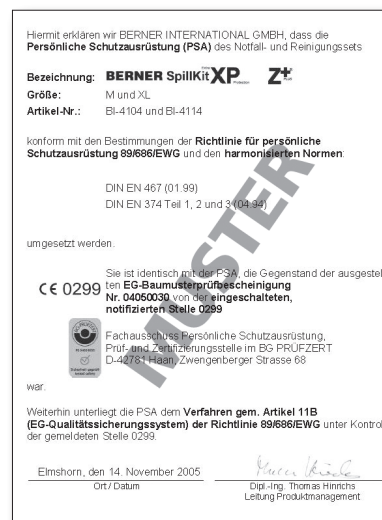 Hiermit erklären wir BERNER INTERNATIONAL GMBH, dass die
Persönliche Schutzausrüstung (PSA) des Notfall- und Reinigungssets
Bezeichnung: BERNER SpillKit XP Z+
Größe: M und XL
Artikel-Nr.: BI-4104 und BI-4114
konform mit den Bestimmungen der Richtlinie für persönliche
Schutzausrüstung 89/686/EWG und den harmonisierten Normen:
DIN EN 467 (01.99)
DIN EN 374 Teil 1, 2 und 3 (04.94)
MUSTER
umgesetzt werden.
Sie ist identisch mit der PSA, die Gegenstand der ausgestel
CE 0299 ten EG-Baumusterprüfbescheinigung
Nr. 04050030 von der eingeschalteten,
notifizierten Stelle 0299
Fachausschuss Persönliche Schutzausrüstung,
Prüf- und Zertifizierungsstelle im BG PRÜFZERT
D-42781 Haan, Zwengenberger Strasse 68
war.
Weiterhin unterliegt die PSA dem Verfahren gem. Artikel 11B
(EG-Qualitätssicherungssystem) der Richtlinie 89/686/EWG unter Kontrol
der gemeldeten Stelle 0299.
Elmshorn, den 14. November 2005
Ort / Datum
Dipl.-Ing. Thomas Hinrichs
Leitung Produktmanagement